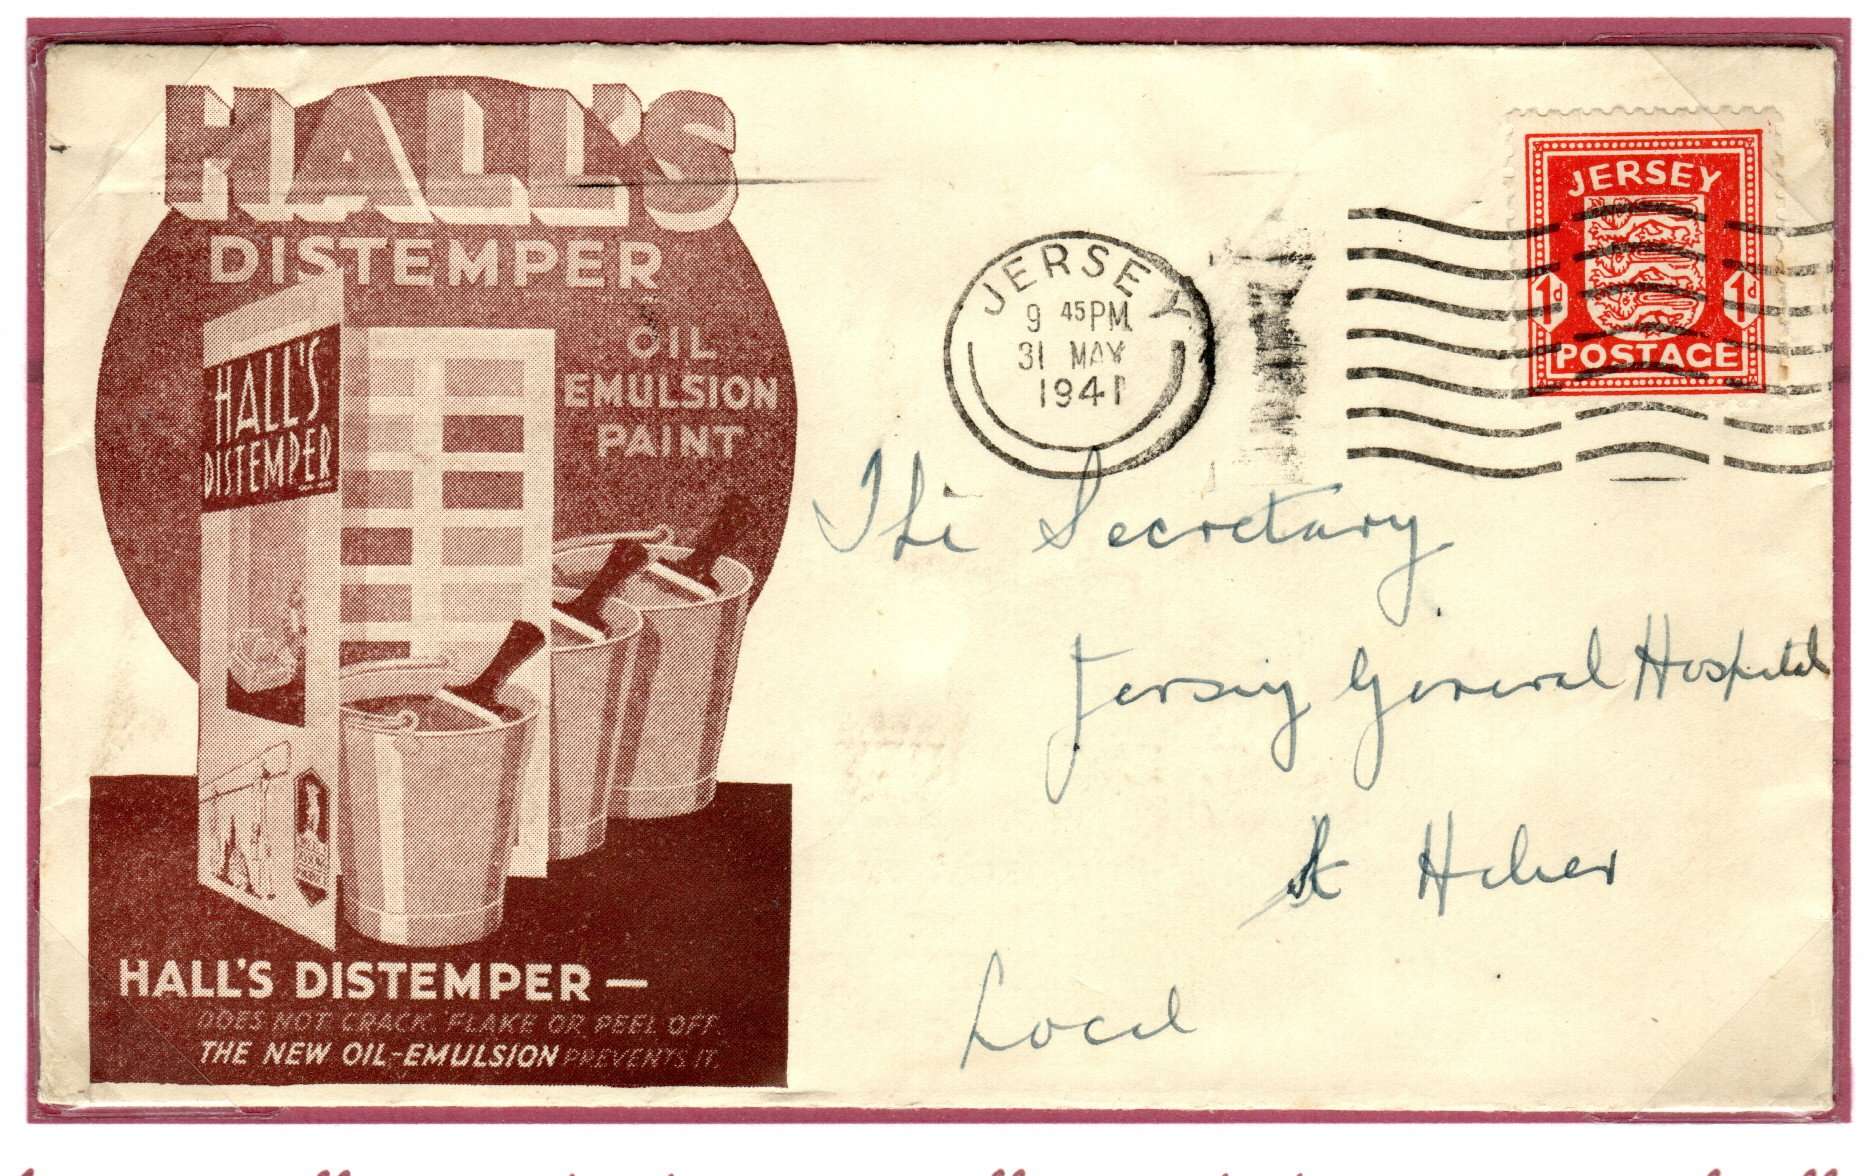 HALL'S
DISTEMPER
OIL
EMULSION
PAINT
HALL'S
DISTEMPER
HALL'S DISTEMPER —
DOES NOT CRACK, FLAKE OR PEEL OFF.
THE NEW OIL-EMULSION PREVENTS IT.
JERSEY
9 45 PM
31 MAY
1941
JERSEY
1d 1d
POSTAGE
The Secretary
Jersey General Hospital
St Helier
Local